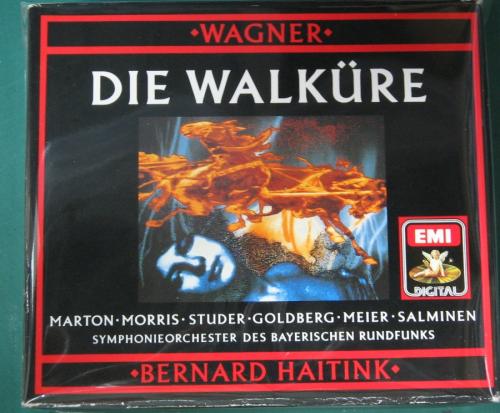 ·WAGNER·
DIE WALKÜRE
EMI
DIGITAL
MARTON·MORRIS·STUDER·GOLDBERG·MEIER·SALMINEN
SYMPHONIEORCHESTER DES BAYERISCHEN RUNDFUNKS
·BERNARD HAITINK·